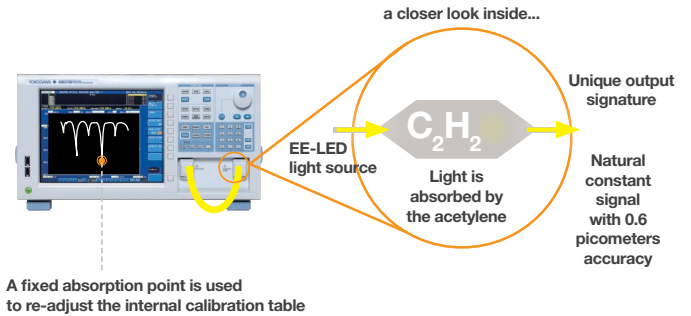 a closer look inside...
YOKOGAWA
EE-LED
light source
C2H2
Light is
absorbed by
the acetylene
Unique output
signature
Natural
constant
signal
with 0.6
picometers
accuracy
A fixed absorption point is used
to re-adjust the internal calibration table